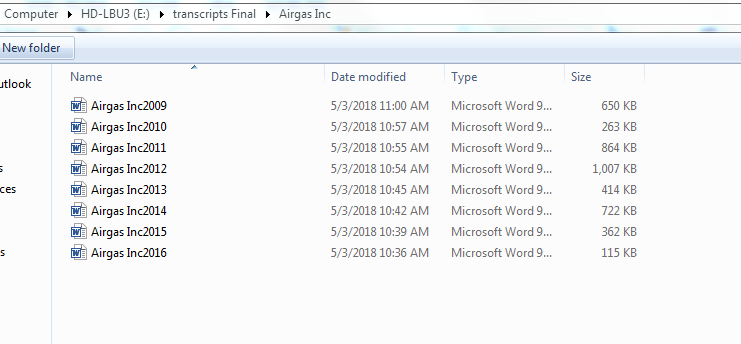 Computer HD-LBU3 (E:) transcripts Final Airgas Inc
New folder
Name Date modified Type Size
utlook
Airgas Inc2009 5/3/2018 11:00 AM Microsoft Word 9... 650 KB
Airgas Inc2010 5/3/2018 10:57 AM Microsoft Word 9... 263 KB
Airgas Inc2011 5/3/2018 10:55 AM Microsoft Word 9... 864 KB
s Airgas Inc2012 5/3/2018 10:54 AM Microsoft Word 9... 1,007 KB
ces Airgas Inc2013 5/3/2018 10:45 AM Microsoft Word 9... 414 KB
Airgas Inc2014 5/3/2018 10:42 AM Microsoft Word 9... 722 KB
Airgas Inc2015 5/3/2018 10:39 AM Microsoft Word 9... 362 KB
s Airgas Inc2016 5/3/2018 10:36 AM Microsoft Word 9... 115 KB